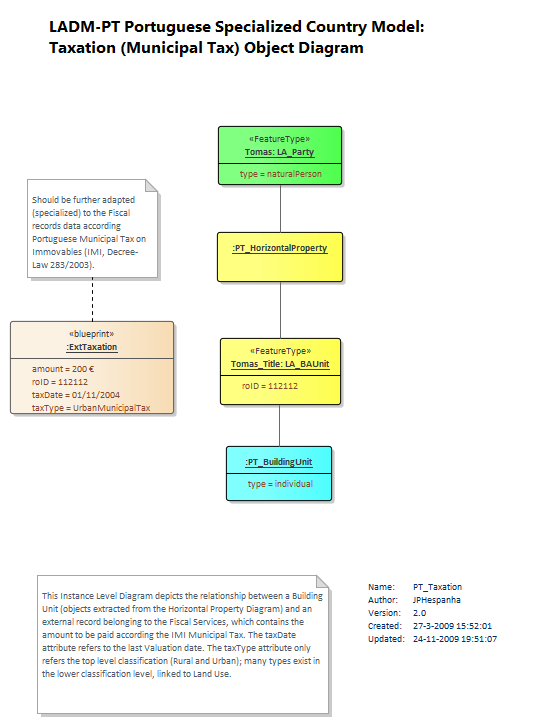 LADM-PT Portuguese Specialized Country Model:
Taxation (Municipal Tax) Object Diagram
«FeatureType»
Tomas: LA_Party
type = naturalPerson
Should be further adapted
(specialized) to the Fiscal
records data according
Portuguese Municipal Tax on
Immovables (IMI, Decree-
Law 283/2003).
:PT_HorizontalProperty
«blueprint»
:ExtTaxation
amount = 200 €
roID = 112112
taxDate = 01/11/2004
taxType = UrbanMunicipalTax
«FeatureType»
Tomas_Title: LA_BAUnit
roID = 112112
:PT_BuildingUnit
type = individual
This Instance Level Diagram depicts the relationship between a Building
Unit (objects extracted from the Horizontal Property Diagram) and an
external record belonging to the Fiscal Services, which contains the
amount to be paid according the IMI Municipal Tax. The taxDate
attribute refers to the last Valuation date. The taxType attribute only
refers the top level classification (Rural and Urban); many types exist in
the lower classification level, linked to Land Use.
Name: PT_Taxation
Author: JPHespanha
Version: 2.0
Created: 27-3-2009 15:52:01
Updated: 24-11-2009 19:51:07